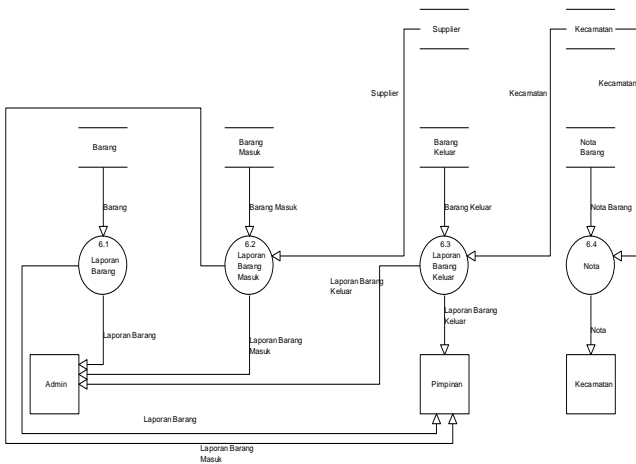 Supplier
Kecamatan
Kecamatan
Supplier
Kecamatan
Barang
Barang
Masuk
Barang
Keluar
Nota
Barang
Barang
Barang Masuk
Barang Keluar
Nota Barang
6.1
Laporan
Barang
6.2
Laporan
Barang
Masuk
6.3
Laporan
Barang
Keluar
6.4
Nota
Laporan Barang
Keluar
Laporan Barang
Laporan Barang
Masuk
Laporan Barang
Keluar
Nota
Admin
Pimpinan
Kecamatan
Laporan Barang
Laporan Barang
Masuk